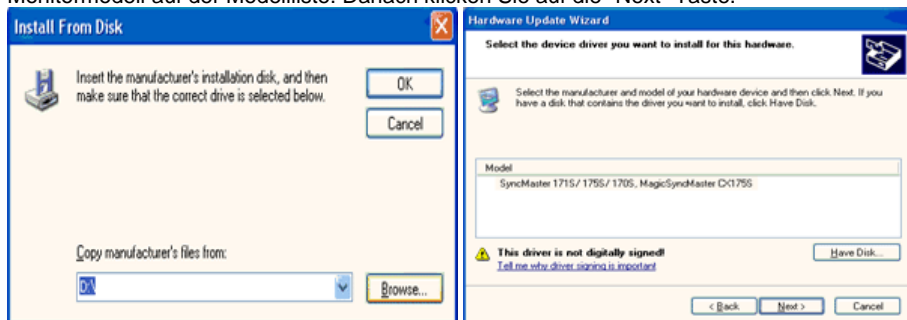 Monitormodell auf der Modellliste. Danach klicken Sie auf die "Next" Taste.
Install From Disk
Insert the manufacturer's installation disk, and then
make sure that the correct drive is selected below.
OK
Cancel
Copy manufacturer's files from:
D:\
Browse...
Hardware Update Wizard
Select the device driver you want to install for this hardware.
Select the manufacturer and model of your hardware device and then click Next. If you
have a disk that contains the driver you want to install, click Have Disk.
Model
SyncMaster 171S/ 175S/ 170S, MagicSyncMaster CX175S
This driver is not digitally signed!
Tell me why driver signing is important
Have Disk...
< Back
Next >
Cancel